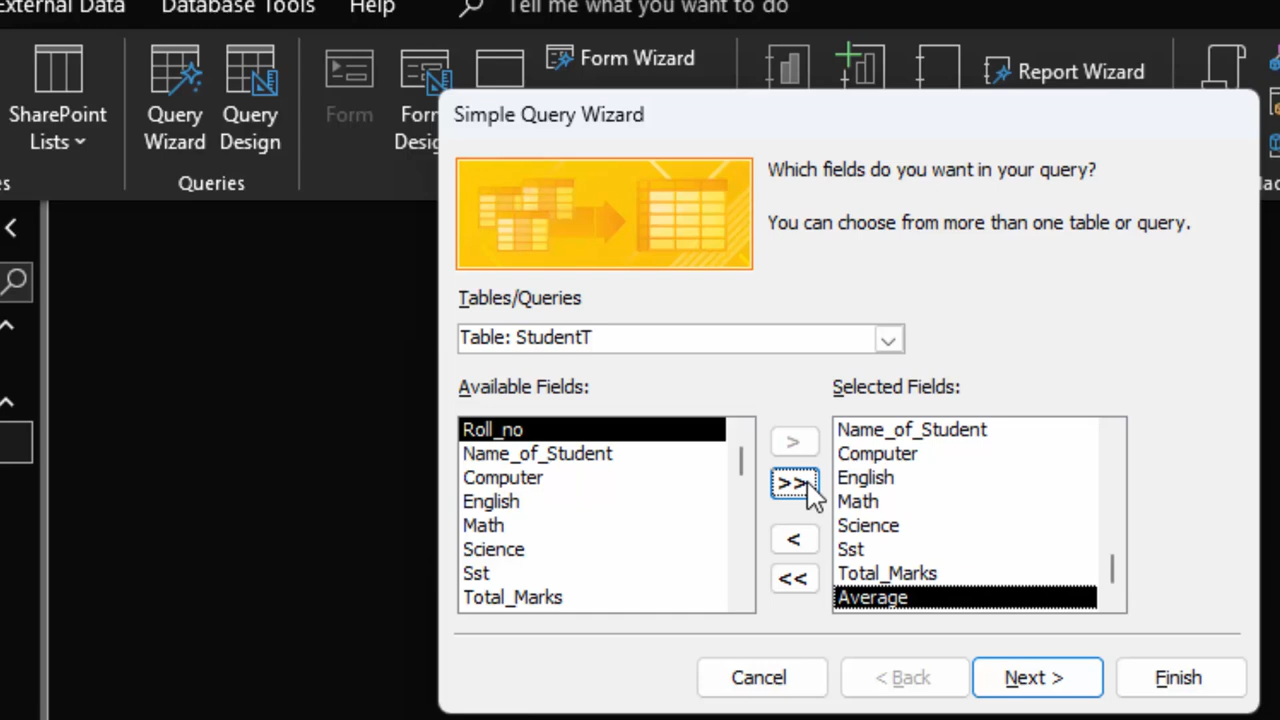 External Data Database Tools Help Tell me what you want to do
Form Wizard
Report Wizard
SharePoint
Lists
Query
Wizard
Query
Design
Form
Queries
Simple Query Wizard
Which fields do you want in your query?
You can choose from more than one table or query.
Tables/Queries
Table: StudentT
Available Fields:
Roll_no
Name_of_Student
Computer
English
Math
Science
Sst
Total_Marks
>
>>
<
<<
Selected Fields:
Name_of_Student
Computer
English
Math
Science
Sst
Total_Marks
Average
Cancel
< Back
Next >
Finish